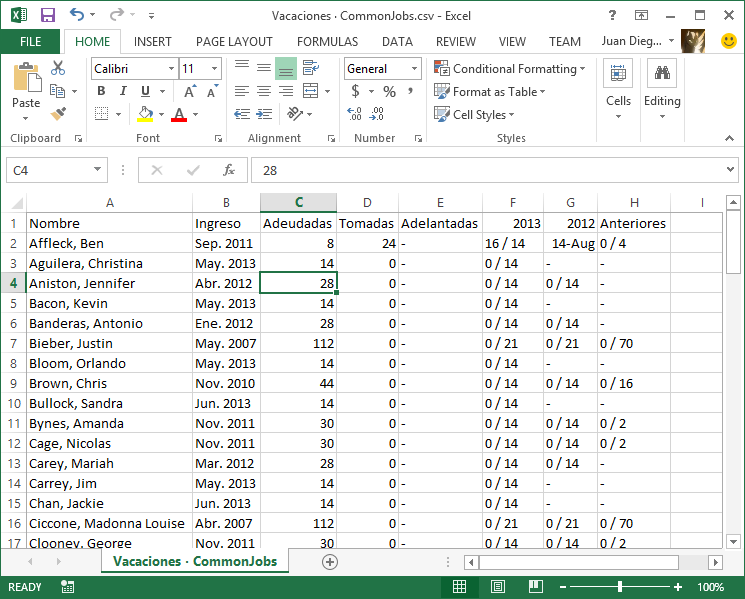 Vacaciones · CommonJobs.csv - Excel
FILE HOME INSERT PAGE LAYOUT FORMULAS DATA REVIEW VIEW TEAM Juan Dieg...
Paste
Calibri 11
B I U A A
A
General
$ % ,
Conditional Formatting
Format as Table
Cell Styles
Cells Editing
Clipboard Font Alignment Number Styles
C4 fx 28
A B C D E F G H I
1 Nombre Ingreso Adeudadas Tomadas Adelantadas 2013 2012 Anteriores
2 Affleck, Ben Sep. 2011 8 24 - 16 / 14 14-Aug 0 / 4
3 Aguilera, Christina May. 2013 14 0 - 0 / 14 - -
4 Aniston, Jennifer Abr. 2012 28 0 - 0 / 14 0 / 14 -
5 Bacon, Kevin May. 2013 14 0 - 0 / 14 - -
6 Banderas, Antonio Ene. 2012 28 0 - 0 / 14 0 / 14 -
7 Bieber, Justin May. 2007 112 0 - 0 / 21 0 / 21 0 / 70
8 Bloom, Orlando May. 2013 14 0 - 0 / 14 - -
9 Brown, Chris Nov. 2010 44 0 - 0 / 14 0 / 14 0 / 16
10 Bullock, Sandra Jun. 2013 14 0 - 0 / 14 - -
11 Bynes, Amanda Nov. 2011 30 0 - 0 / 14 0 / 14 0 / 2
12 Cage, Nicolas Nov. 2011 30 0 - 0 / 14 0 / 14 0 / 2
13 Carey, Mariah Mar. 2012 28 0 - 0 / 14 0 / 14 -
14 Carrey, Jim May. 2013 14 0 - 0 / 14 - -
15 Chan, Jackie Jun. 2013 14 0 - 0 / 14 - -
16 Ciccone, Madonna Louise Abr. 2007 112 0 - 0 / 21 0 / 21 0 / 70
17 Clooney, George Nov. 2011 30 0 - 0 / 14 0 / 14 0 / 2
Vacaciones · CommonJobs
READY 100%